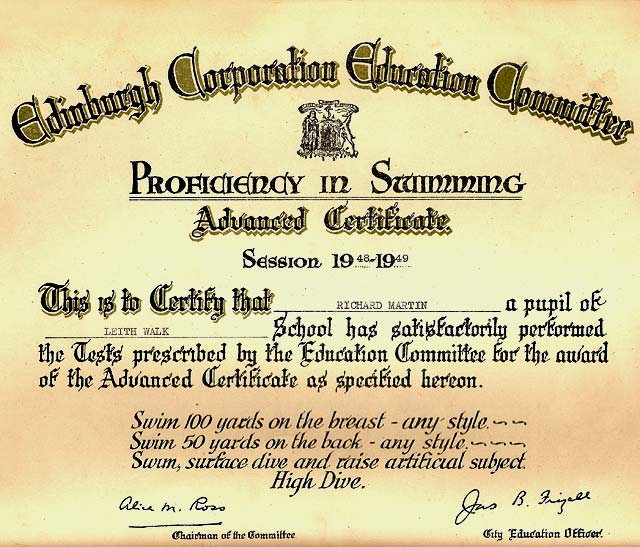 Edinburgh Corporation Education Committee
Proficiency in Swimming
Advanced Certificate.
Session 1948-1949
This is to Certify that RICHARD MARTIN a pupil of
LEITH WALK School has satisfactorily performed
the Tests prescribed by the Education Committee for the award
of the Advanced Certificate as specified hereon.
Swim 100 yards on the breast - any style.
Swim 50 yards on the back - any style.
Swim, surface dive and raise artificial subject.
High Dive.
Alice M. Ross
Jas B. Frizell
Chairman of the Committee
City Education Officer.